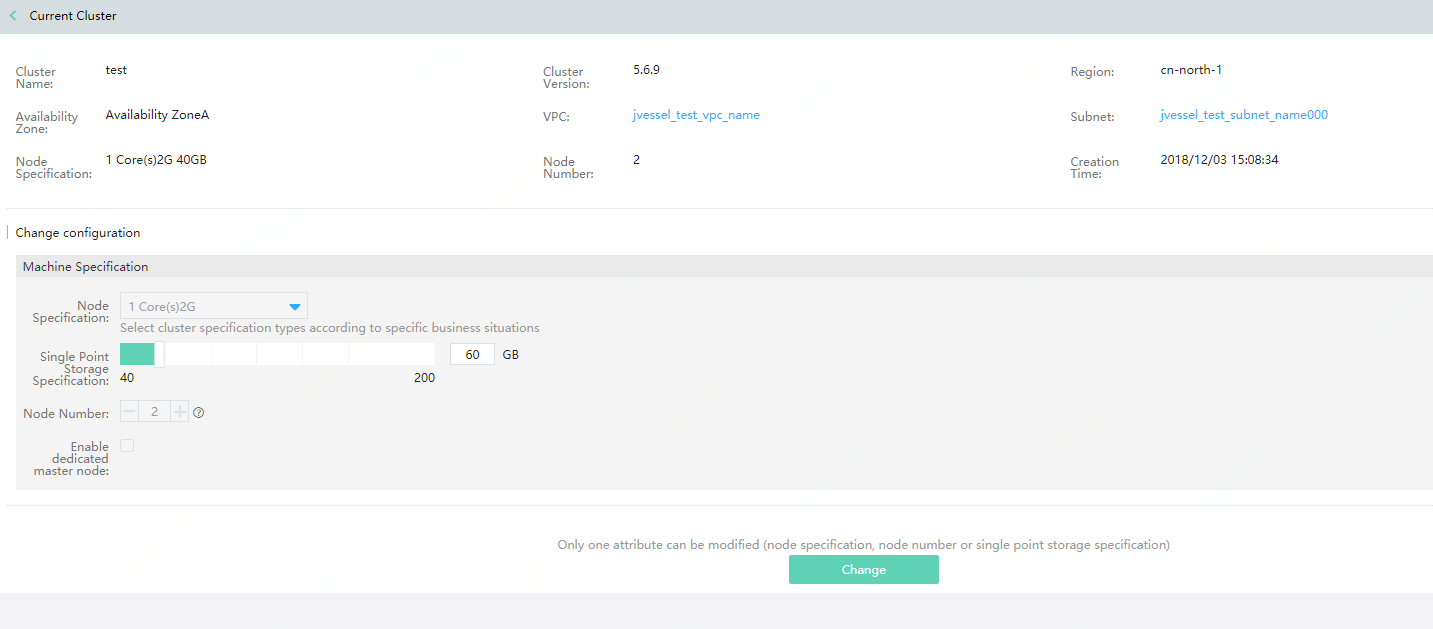 Current Cluster
Cluster Name: test
Cluster Version: 5.6.9
Region: cn-north-1
Availability Zone: Availability ZoneA
VPC: jvessel_test_vpc_name
Subnet: jvessel_test_subnet_name000
Node Specification: 1 Core(s)2G 40GB
Node Number: 2
Creation Time: 2018/12/03 15:08:34
Change configuration
Machine Specification
Node Specification: 1 Core(s)2G
Select cluster specification types according to specific business situations
Single Point Storage Specification: 60 GB
40 200
Node Number: 2 ?
Enable dedicated master node:
Only one attribute can be modified (node specification, node number or single point storage specification)
Change